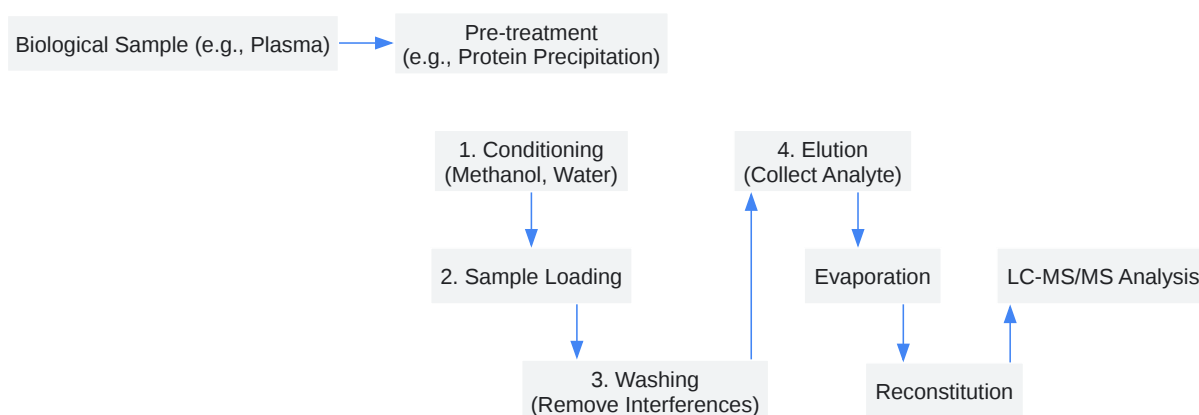 Biological Sample (e.g., Plasma)
Pre-treatment
(e.g., Protein Precipitation)
1. Conditioning
(Methanol, Water)
2. Sample Loading
3. Washing
(Remove Interferences)
4. Elution
(Collect Analyte)
Evaporation
Reconstitution
LC-MS/MS Analysis